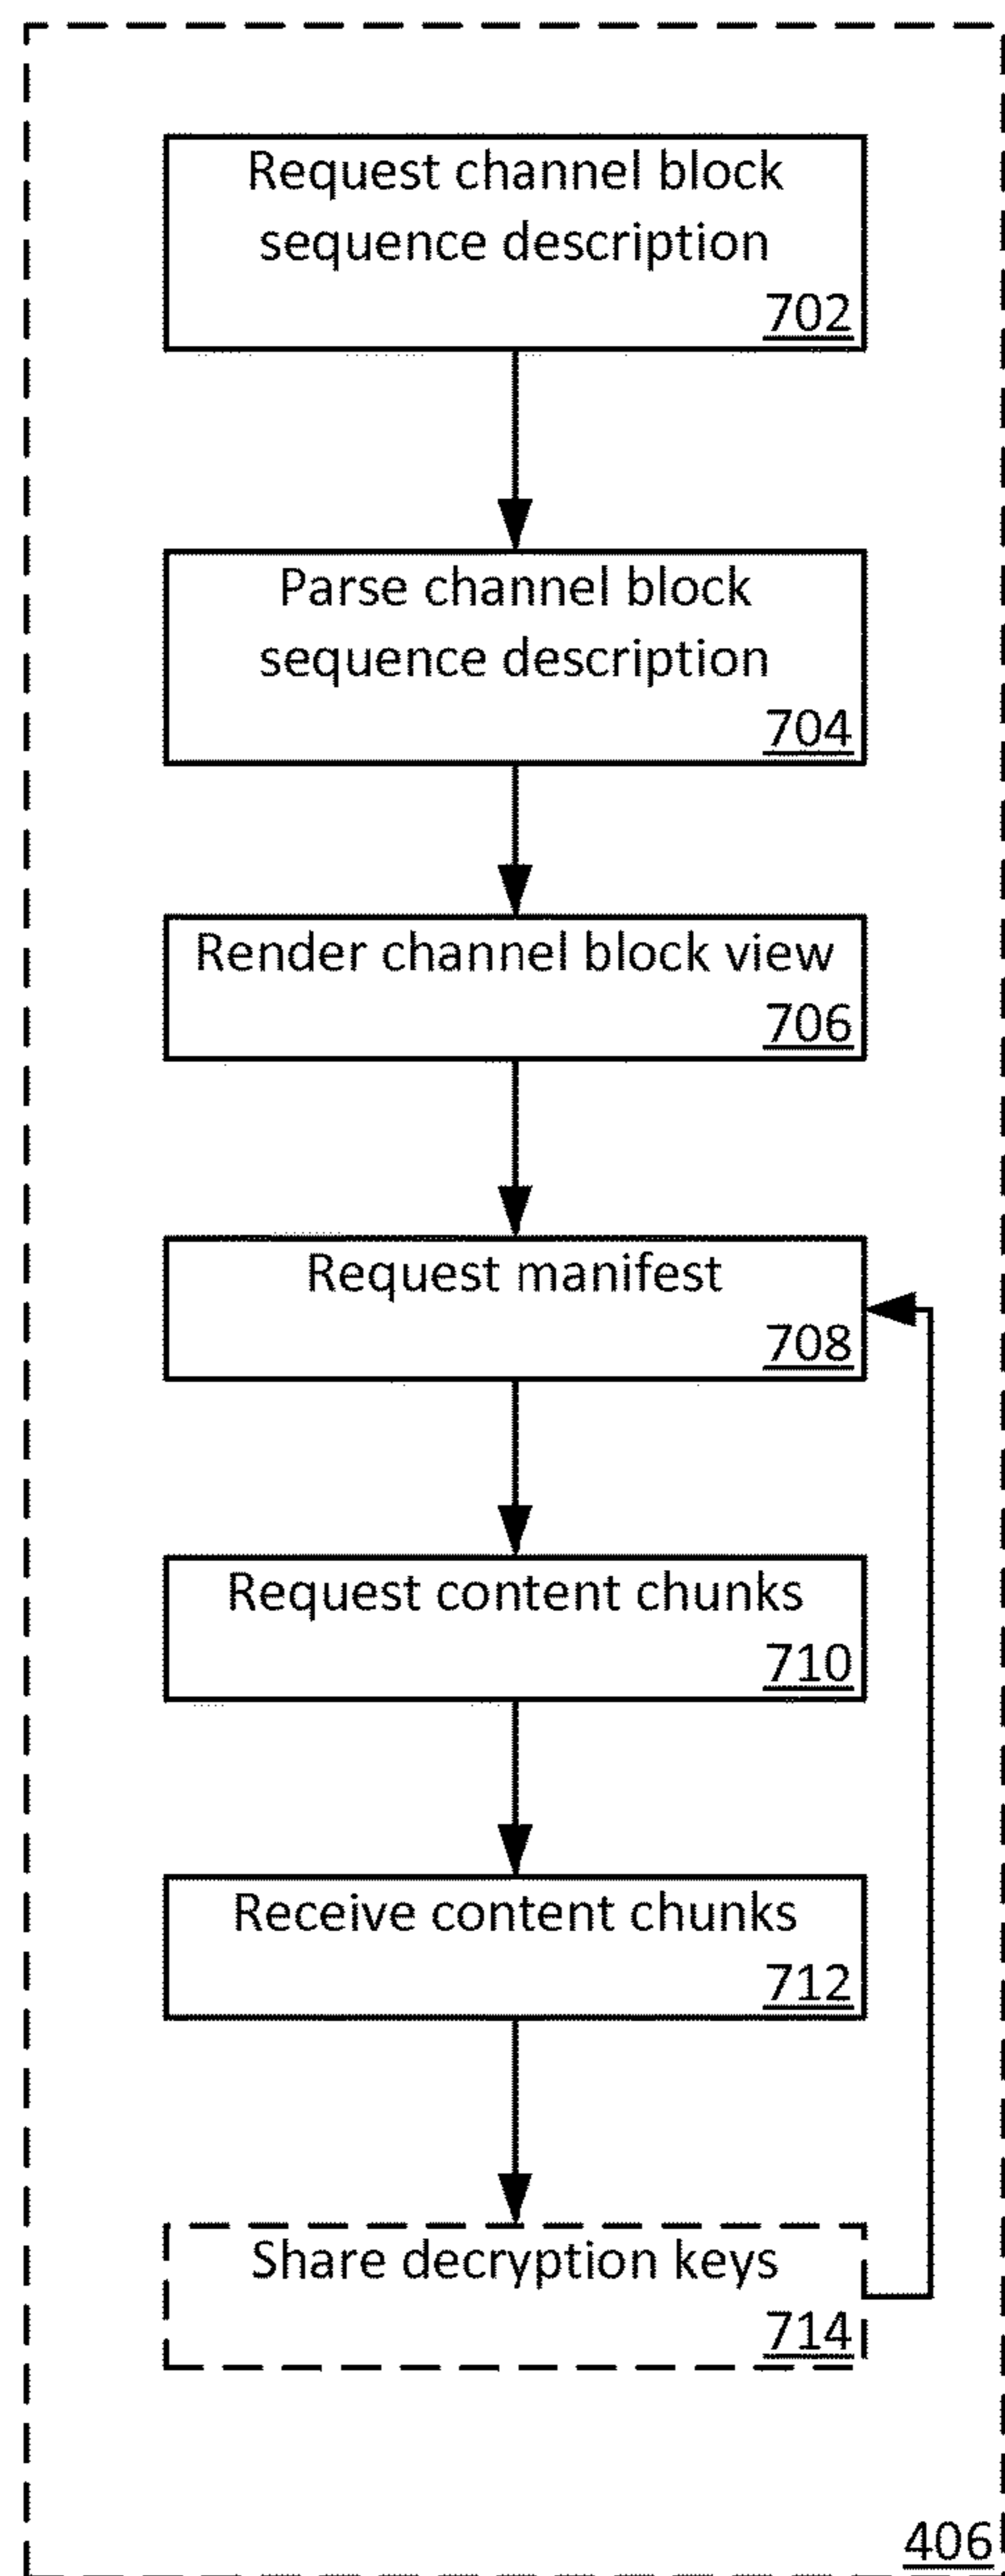 Request channel block
sequence description
702
Parse channel block
sequence description
704
Render channel block view
706
Request manifest
708
Request content chunks
710
Receive content chunks
712
Share decryption keys
714
406